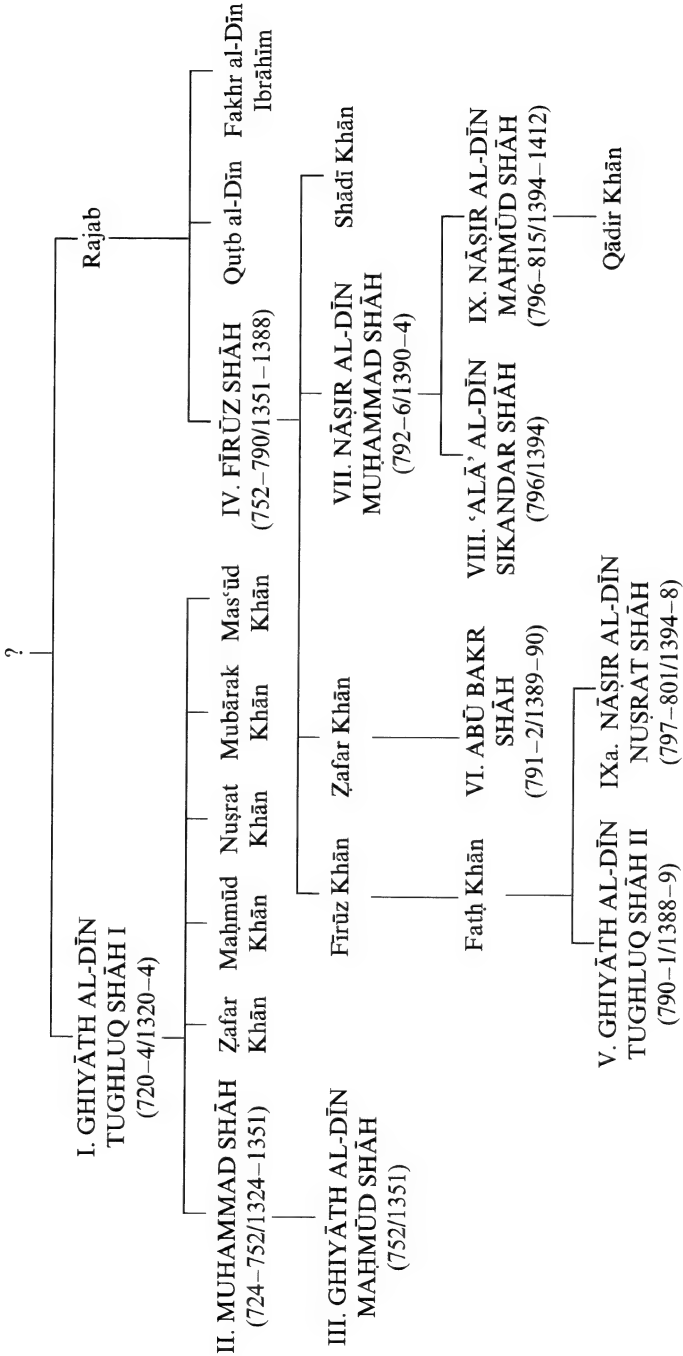 ?
I. GHIYĀTH AL-DĪN
TUGHLUQ SHĀH I
(720–4/1320–4)
Rajab
II. MUHAMMAD SHĀH
(724–752/1324–1351)
Ẓafar
Khān
Maḥmūd
Khān
Nuṣrat
Khān
Mubārak
Khān
Masʿūd
Khān
IV. FĪRŪZ SHĀH
(752–790/1351–1388)
Quṭb al-Dīn
Fakhr al-Dīn
Ibrāhīm
III. GHIYĀTH AL-DĪN
MAḤMŪD SHĀH
(752/1351)
Fīrūz Khān
Ẓafar Khān
VII. NĀṢIR AL-DĪN
MUḤAMMAD SHĀH
(792–6/1390–4)
Shādī Khān
Fatḥ Khān
VI. ABŪ BAKR
SHĀH
(791–2/1389–90)
VIII. ʿALĀʾ AL-DĪN
SIKANDAR SHĀH
(796/1394)
IX. NĀṢIR AL-DĪN
MAḤMŪD SHĀH
(796–815/1394–1412)
V. GHIYĀTH AL-DĪN
TUGHLUQ SHĀH II
(790–1/1388–9)
IXa. NĀṢIR AL-DĪN
NUṢRAT SHĀH
(797–801/1394–8)
Qādir Khān